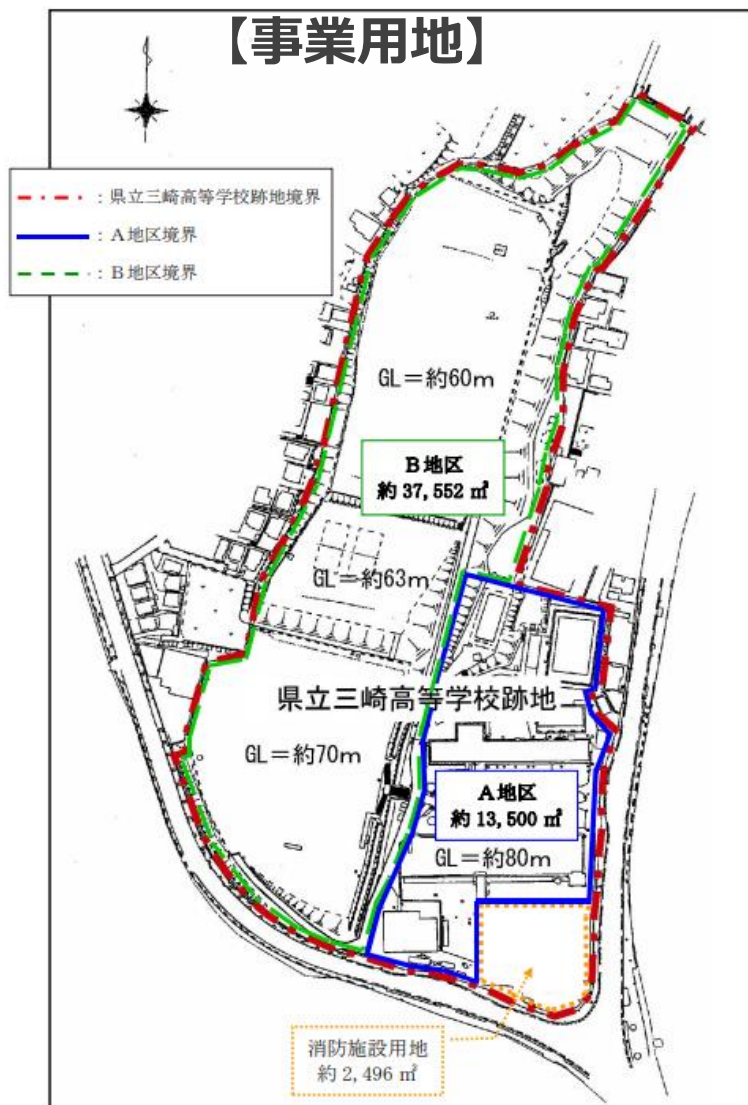 【事業用地】
：県立三崎高等学校跡地境界
：A地区境界
：B地区境界
GL＝約60m
B地区
約 37,552 ㎡
GL＝約63m
県立三崎高等学校跡地
GL＝約70m
A地区
約 13,500 ㎡
GL＝約80m
消防施設用地
約 2,496 ㎡